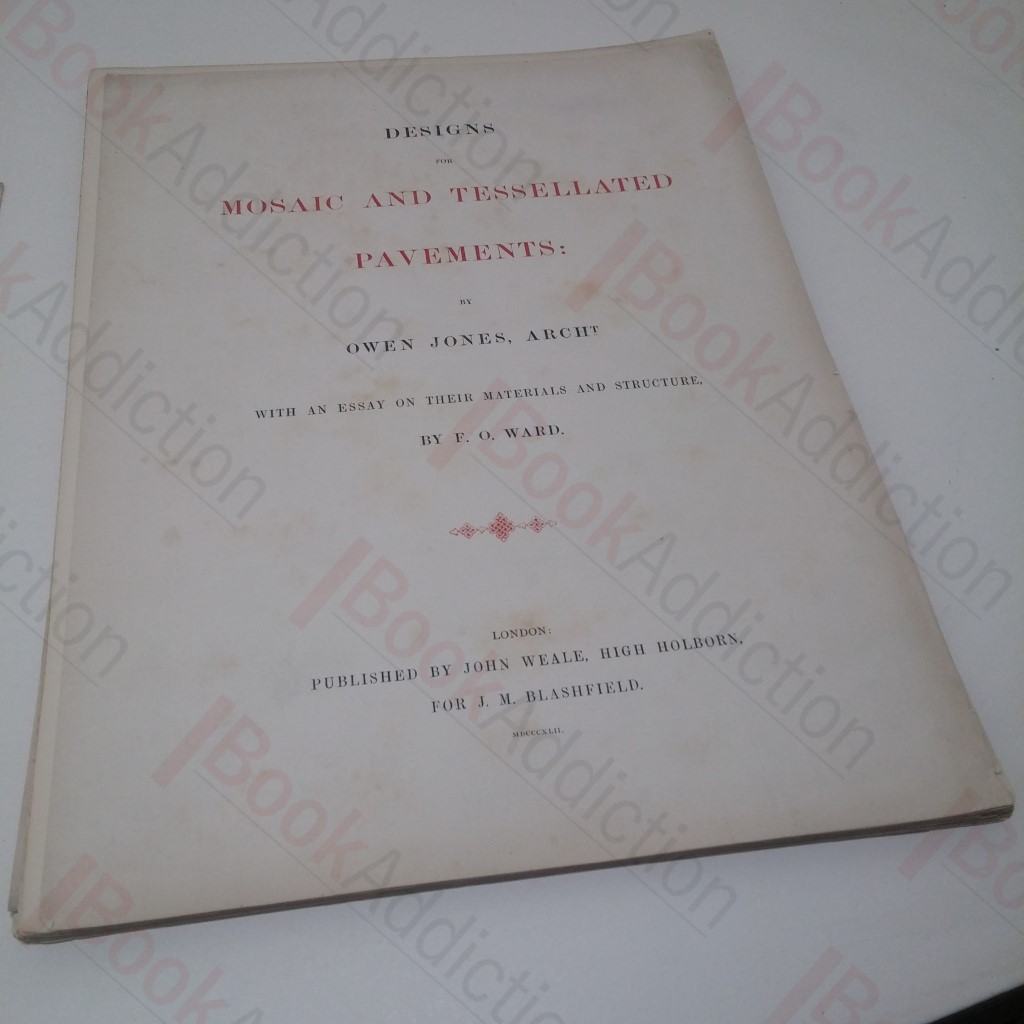 DESIGNS
FOR
MOSAIC AND TESSELLATED
PAVEMENTS:
BY
OWEN JONES, ARCHT
WITH AN ESSAY ON THEIR MATERIALS AND STRUCTURE,
BY F. O. WARD.
LONDON:
PUBLISHED BY JOHN WEALE, HIGH HOLBORN,
FOR J. M. BLASHFIELD.
MDCCCXLII.
BookAddiction